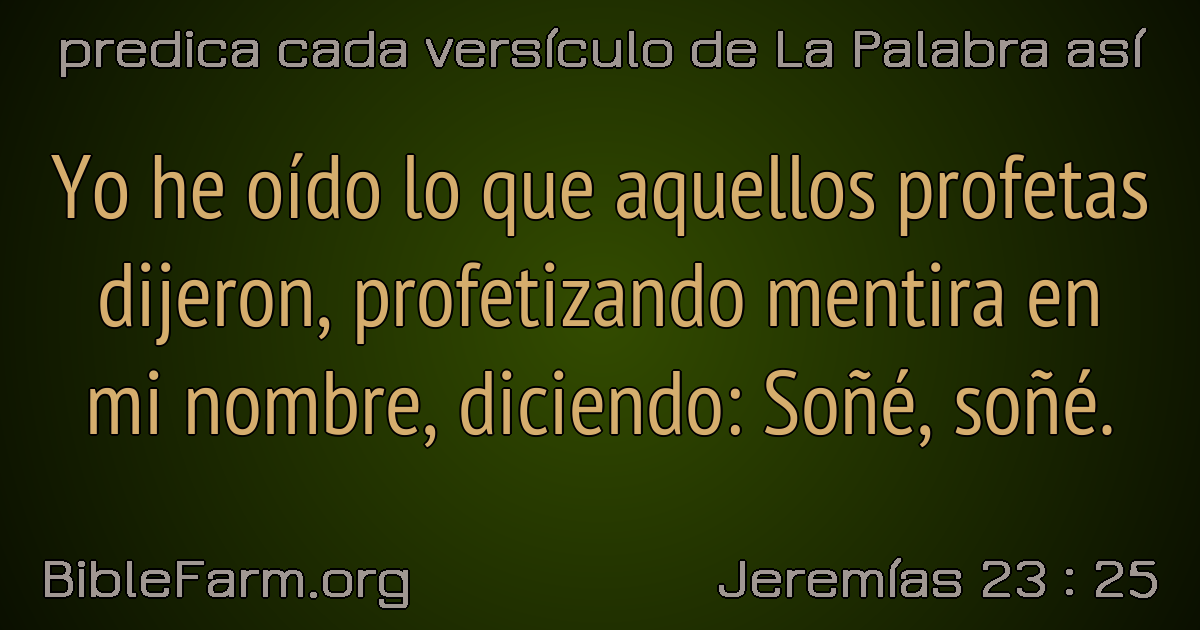 predica cada versículo de La Palabra así
Yo he oído lo que aquellos profetas
dijeron, profetizando mentira en
mi nombre, diciendo: Soñé, soñé.
BibleFarm.org
Jeremías 23 : 25